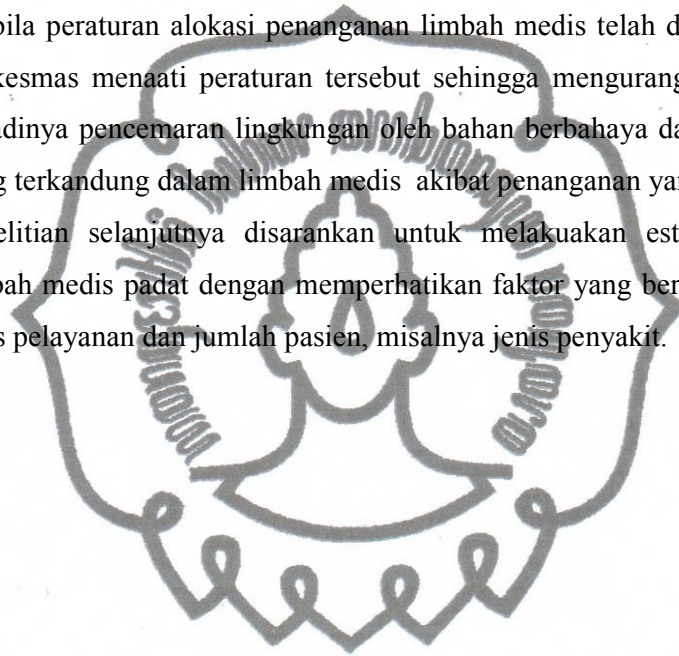 bila peraturan alokasi penanganan limbah medis telah d
kesmas menaati peraturan tersebut sehingga mengurang
adinya pencemaran lingkungan oleh bahan berbahaya da
g terkandung dalam limbah medis akibat penanganan yan
elitian selanjutnya disarankan untuk melakuakan est
bah medis padat dengan memperhatikan faktor yang ber
s pelayanan dan jumlah pasien, misalnya jenis penyakit.